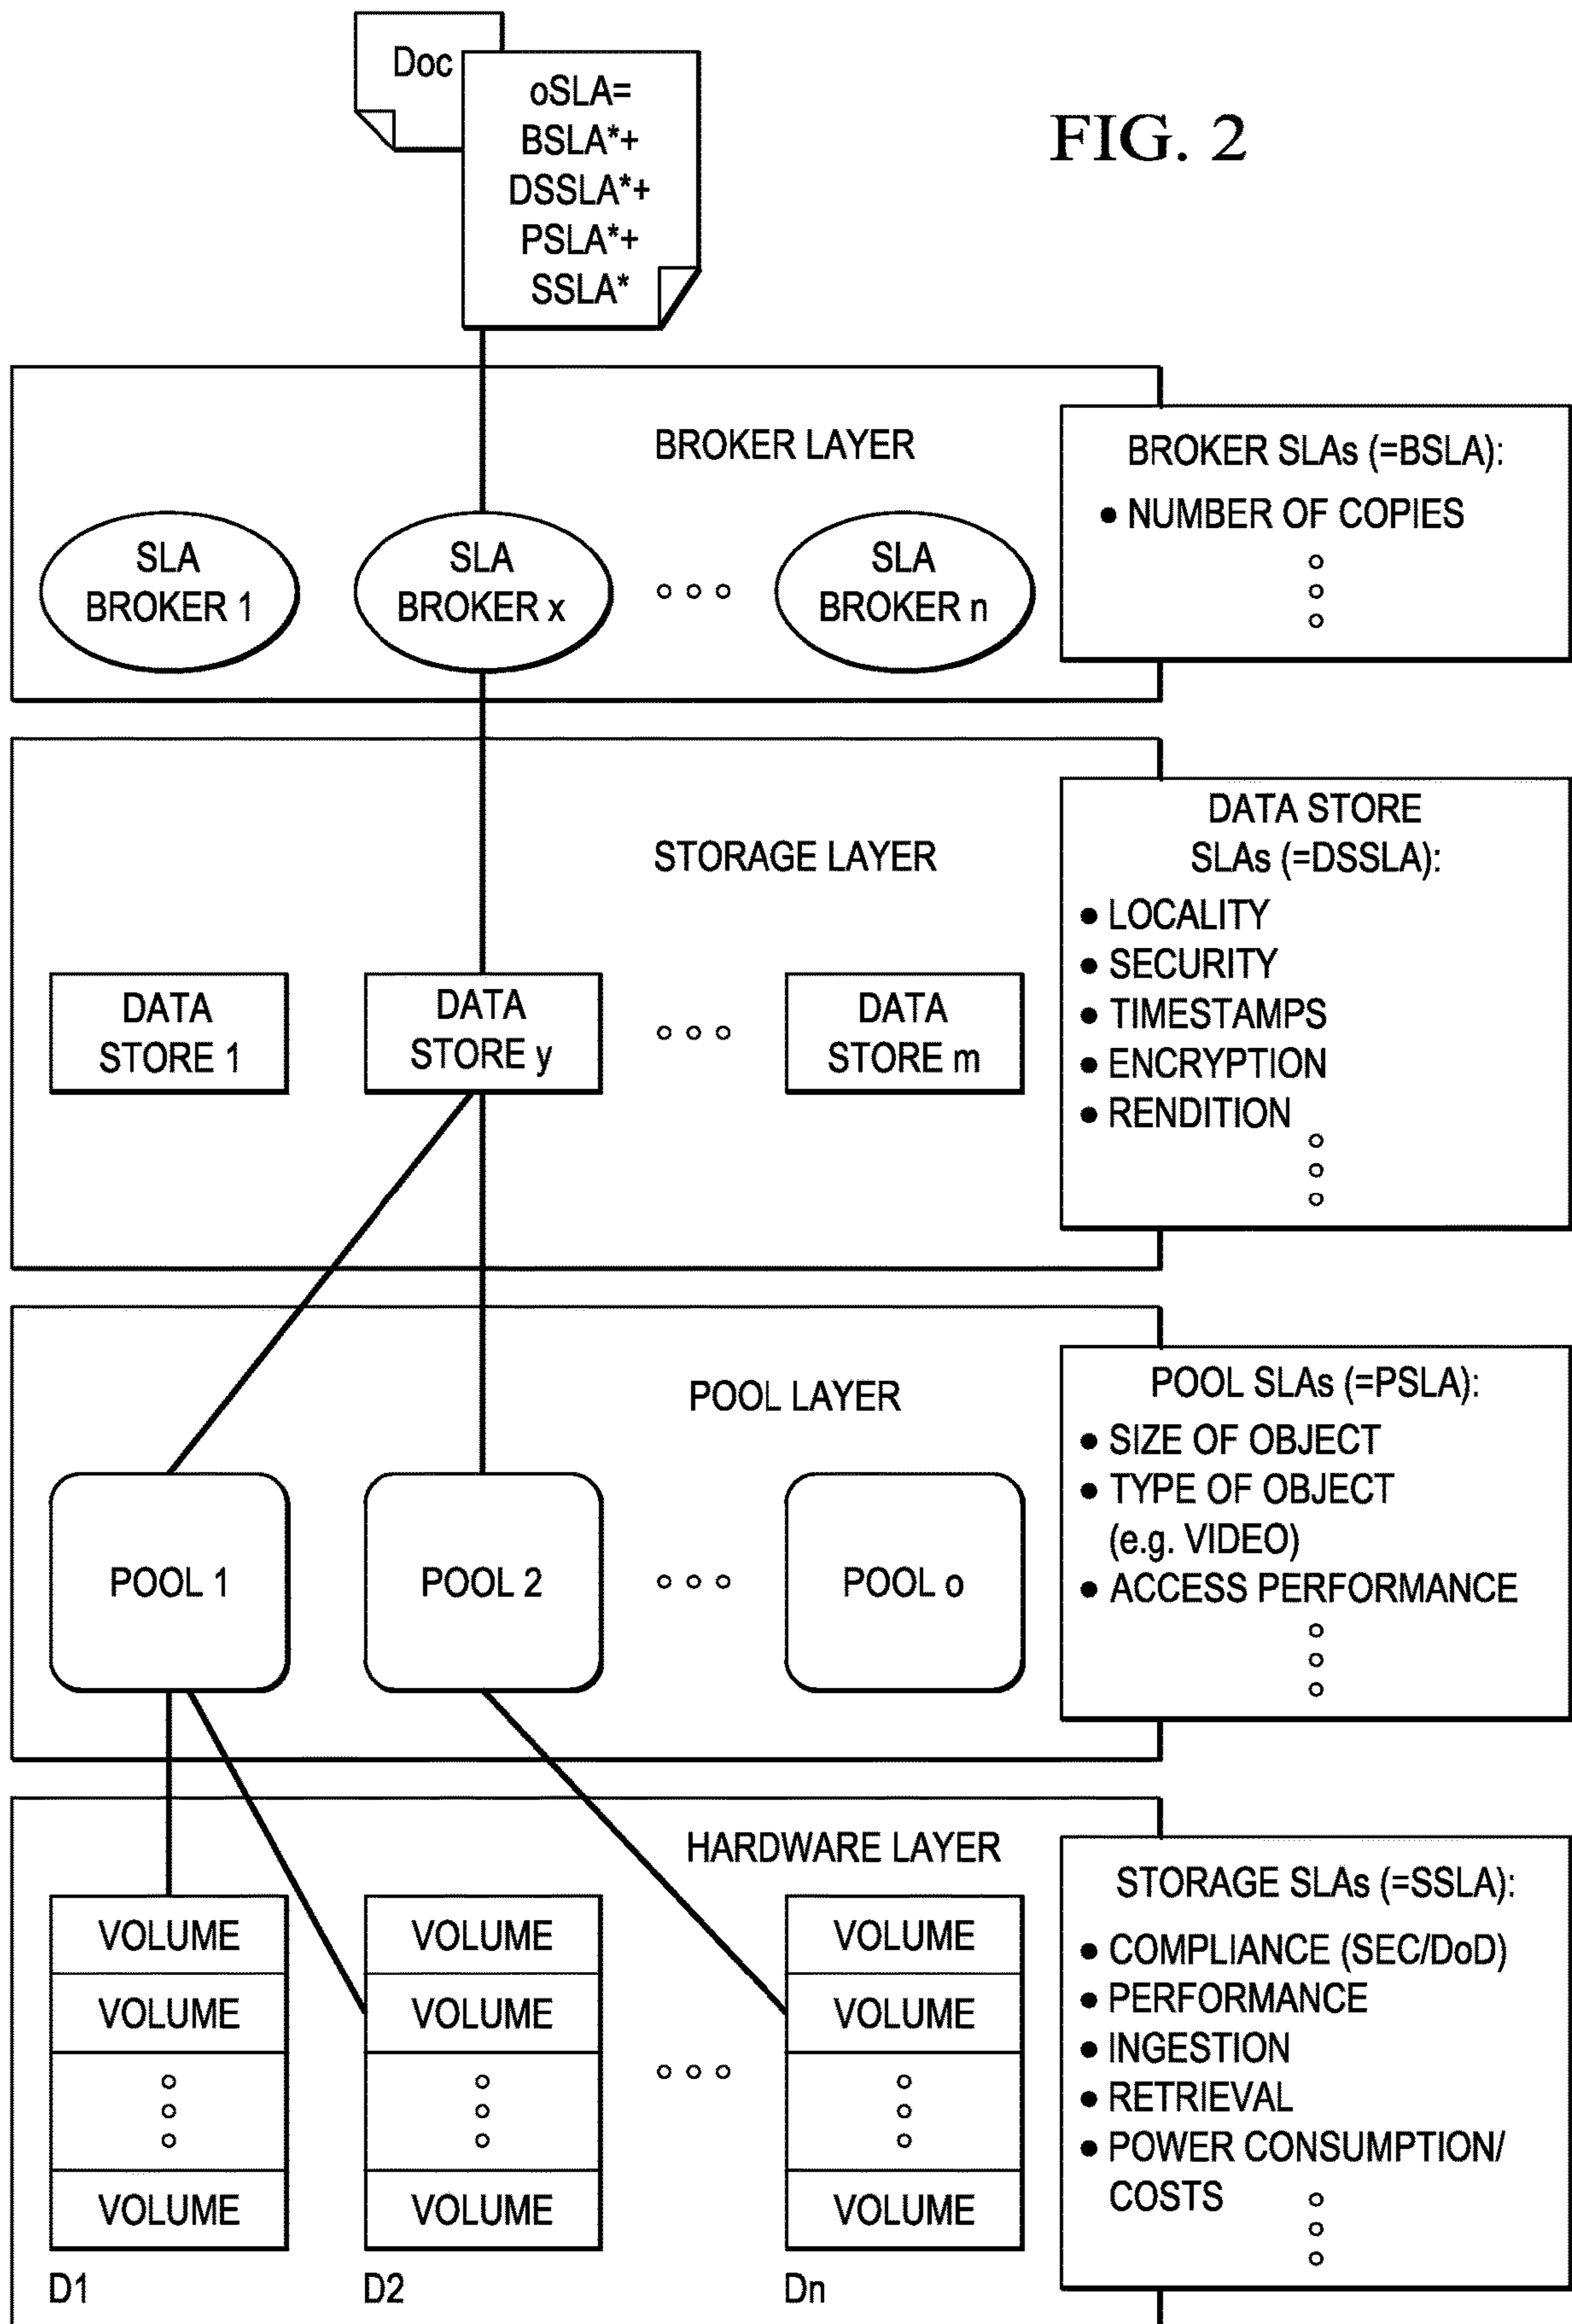 FIG. 2
Doc
oSLA=
BSLA*+
DSSLA*+
PSLA*+
SSLA*
BROKER LAYER
SLA
BROKER 1
SLA
BROKER x
SLA
BROKER n
BROKER SLAs (=BSLA):
• NUMBER OF COPIES
STORAGE LAYER
DATA
STORE 1
DATA
STORE y
DATA
STORE m
DATA STORE
SLAs (=DSSLA):
• LOCALITY
• SECURITY
• TIMESTAMPS
• ENCRYPTION
• RENDITION
POOL LAYER
POOL 1
POOL 2
POOL o
POOL SLAs (=PSLA):
• SIZE OF OBJECT
• TYPE OF OBJECT
(e.g. VIDEO)
• ACCESS PERFORMANCE
HARDWARE LAYER
VOLUME
VOLUME
VOLUME
D1
VOLUME
VOLUME
VOLUME
D2
VOLUME
VOLUME
VOLUME
Dn
STORAGE SLAs (=SSLA):
• COMPLIANCE (SEC/DoD)
• PERFORMANCE
• INGESTION
• RETRIEVAL
• POWER CONSUMPTION/
COSTS